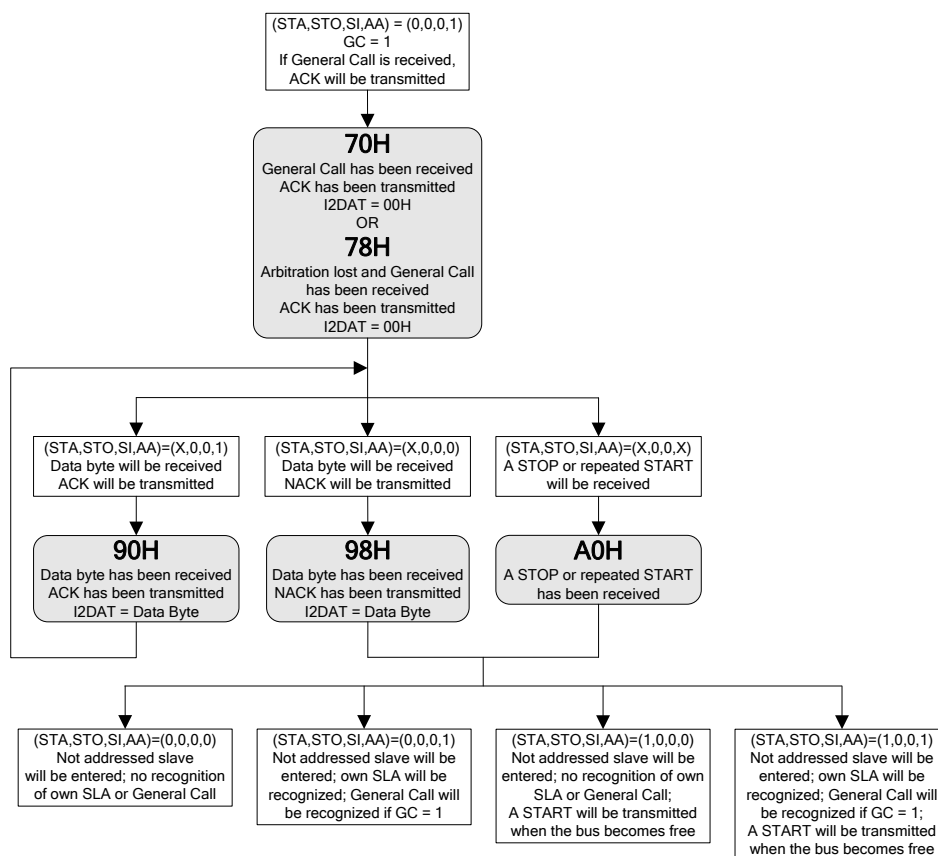 (STA,STO,SI,AA) = (0,0,0,1)
GC = 1
If General Call is received,
ACK will be transmitted
70H
General Call has been received
ACK has been transmitted
I2DAT = 00H
OR
78H
Arbitration lost and General Call
has been received
ACK has been transmitted
I2DAT = 00H
(STA,STO,SI,AA)=(X,0,0,1)
Data byte will be received
ACK will be transmitted
(STA,STO,SI,AA)=(X,0,0,0)
Data byte will be received
NACK will be transmitted
(STA,STO,SI,AA)=(X,0,0,X)
A STOP or repeated START
will be received
90H
Data byte has been received
ACK has been transmitted
I2DAT = Data Byte
98H
Data byte has been received
NACK has been transmitted
I2DAT = Data Byte
A0H
A STOP or repeated START
has been received
(STA,STO,SI,AA)=(0,0,0,0)
Not addressed slave
will be entered; no recognition
of own SLA or General Call
(STA,STO,SI,AA)=(0,0,0,1)
Not addressed slave will be
entered; own SLA will be
recognized; General Call will
be recognized if GC = 1
(STA,STO,SI,AA)=(1,0,0,0)
Not addressed slave will be
entered; no recognition of own
SLA or General Call;
A START will be transmitted
when the bus becomes free
(STA,STO,SI,AA)=(1,0,0,1)
Not addressed slave will be
entered; own SLA will be
recognized; General Call will
be recognized if GC = 1;
A START will be transmitted
when the bus becomes free